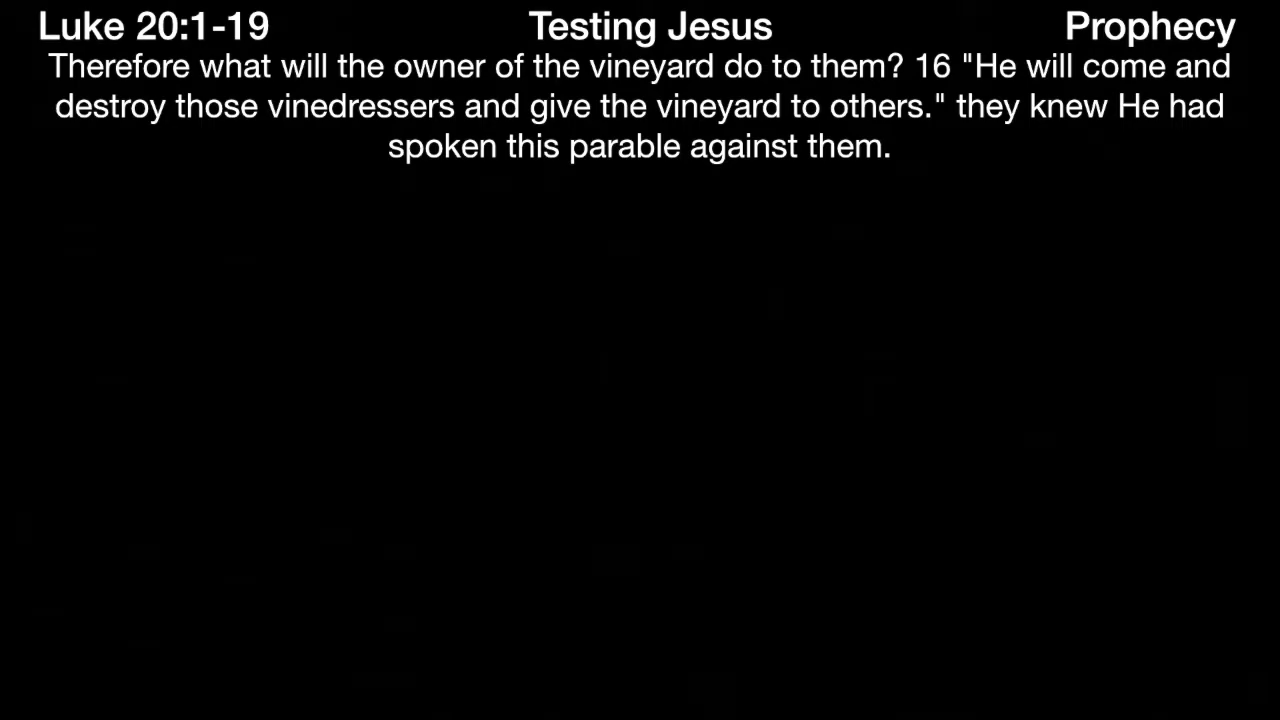 Luke 20:1-19 Testing Jesus Prophecy
Therefore what will the owner of the vineyard do to them? 16 "He will come and
destroy those vinedressers and give the vineyard to others." they knew He had
spoken this parable against them.